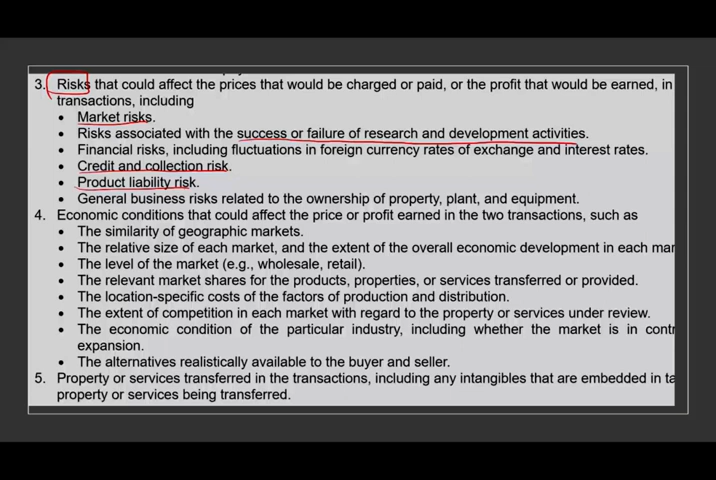 3. Risks that could affect the prices that would be charged or paid, or the profit that would be earned, in
transactions, including
• Market risks.
• Risks associated with the success or failure of research and development activities.
• Financial risks, including fluctuations in foreign currency rates of exchange and interest rates.
• Credit and collection risk.
• Product liability risk.
• General business risks related to the ownership of property, plant, and equipment.
4. Economic conditions that could affect the price or profit earned in the two transactions, such as
• The similarity of geographic markets.
• The relative size of each market, and the extent of the overall economic development in each mar
• The level of the market (e.g., wholesale, retail).
• The relevant market shares for the products, properties, or services transferred or provided.
• The location-specific costs of the factors of production and distribution.
• The extent of competition in each market with regard to the property or services under review.
• The economic condition of the particular industry, including whether the market is in contr
expansion.
• The alternatives realistically available to the buyer and seller.
5. Property or services transferred in the transactions, including any intangibles that are embedded in ta
property or services being transferred.